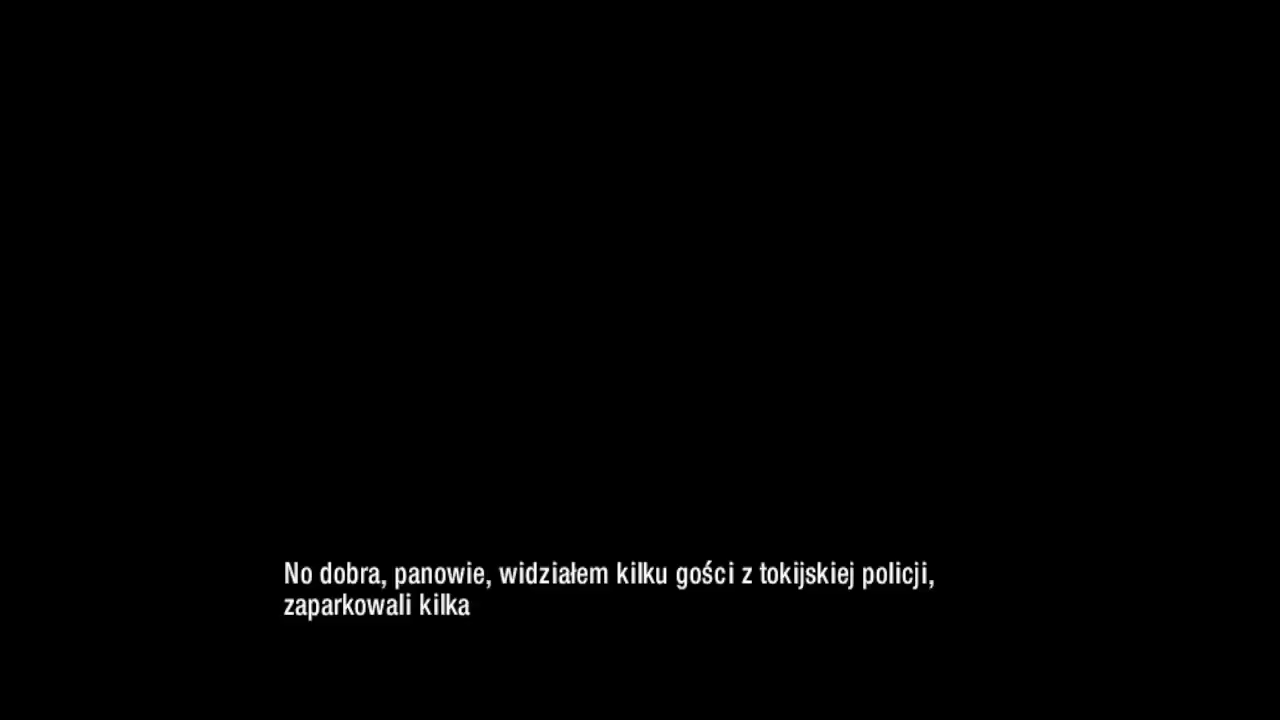 No dobra, panowie, widziałem kilku gości z tokijskiej policji,
zaparkowali kilka